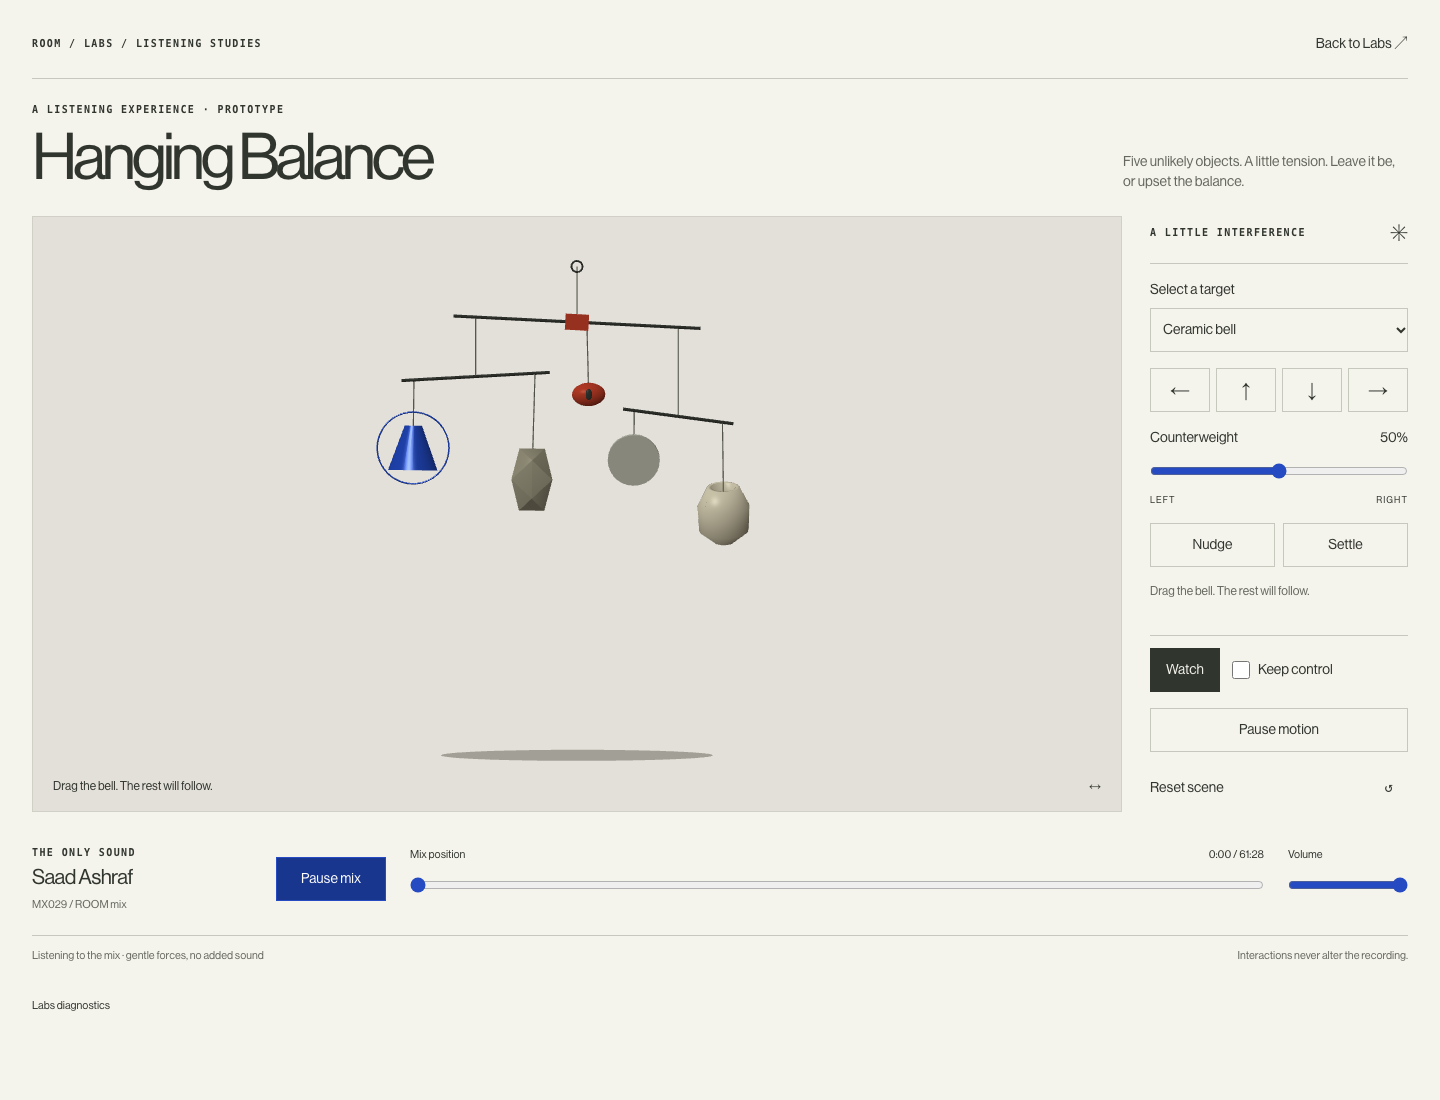 ROOM / LABS / LISTENING STUDIES
Back to Labs ↗
A LISTENING EXPERIENCE · PROTOTYPE
Hanging Balance
Five unlikely objects. A little tension. Leave it be,
or upset the balance.
A LITTLE INTERFERENCE
Select a target
Ceramic bell
← ↑ ↓ →
Counterweight 50%
LEFT RIGHT
Nudge Settle
Drag the bell. The rest will follow.
Watch Keep control
Pause motion
Reset scene ↺
Drag the bell. The rest will follow. ↔
THE ONLY SOUND
Saad Ashraf
MX029 / ROOM mix
Pause mix
Mix position 0:00 / 61:28
Volume
Listening to the mix · gentle forces, no added sound
Interactions never alter the recording.
Labs diagnostics